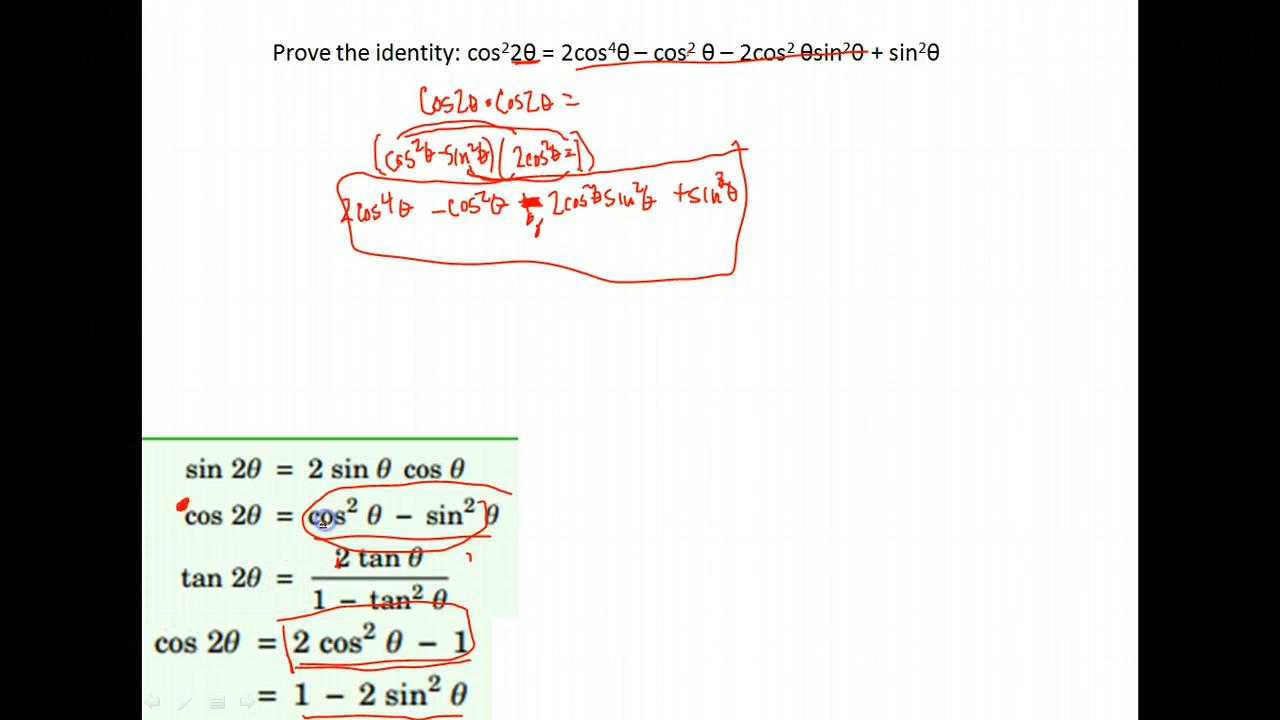 Prove the identity: cos²2θ = 2cos⁴θ – cos² θ – 2cos² θsin²θ + sin²θ
Cos2θ • Cos2θ =
(cos²θ-sin²θ)(2cos²θ-1)
2cos⁴θ -cos²θ - 2cos²θsin²θ +sin²θ
sin 2θ = 2 sin θ cos θ
cos 2θ = cos² θ − sin² θ
tan 2θ = 2 tan θ
1 − tan² θ
cos 2θ = 2 cos² θ − 1
= 1 − 2 sin² θ